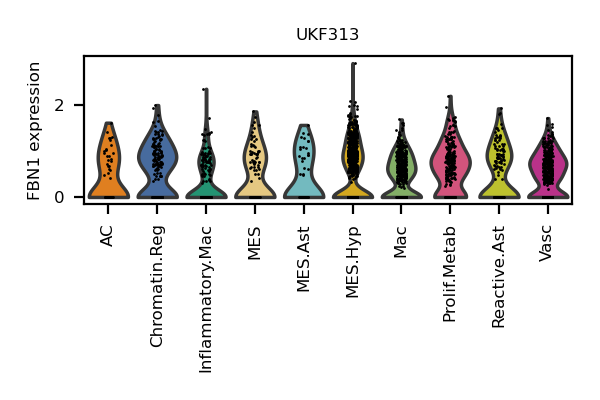 UKF313
FBN1 expression
2
0
AC
Chromatin.Reg
Inflammatory.Mac
MES
MES.Ast
MES.Hyp
Mac
Prolif.Metab
Reactive.Ast
Vasc